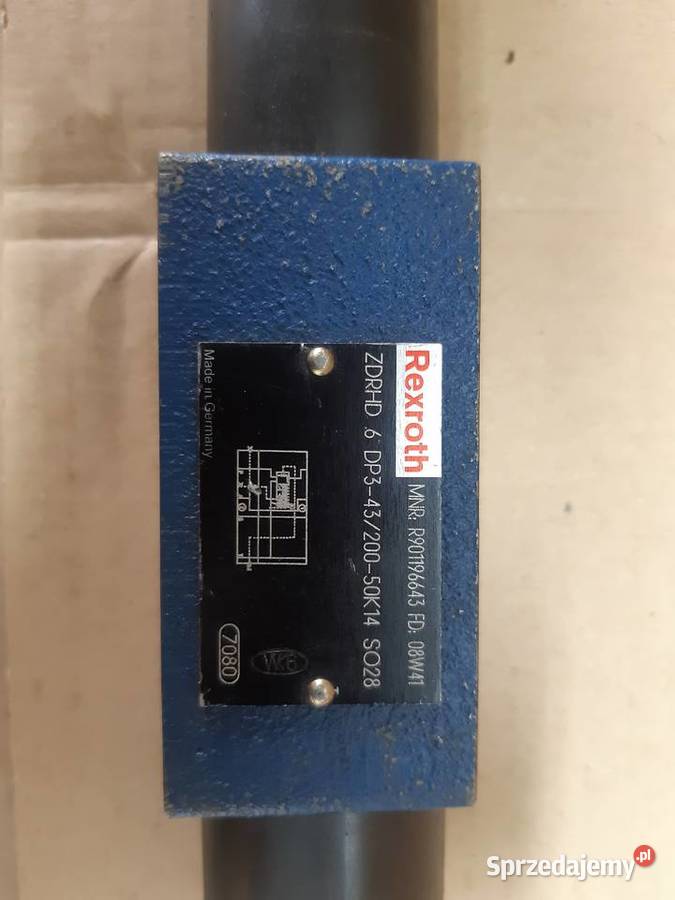 Rexroth MNR: R901196643 FD: 08W41
ZDRHD 6 DP3-43/200-50K14 SO28
7080
Made in Germany
Sprzedajemy.pl